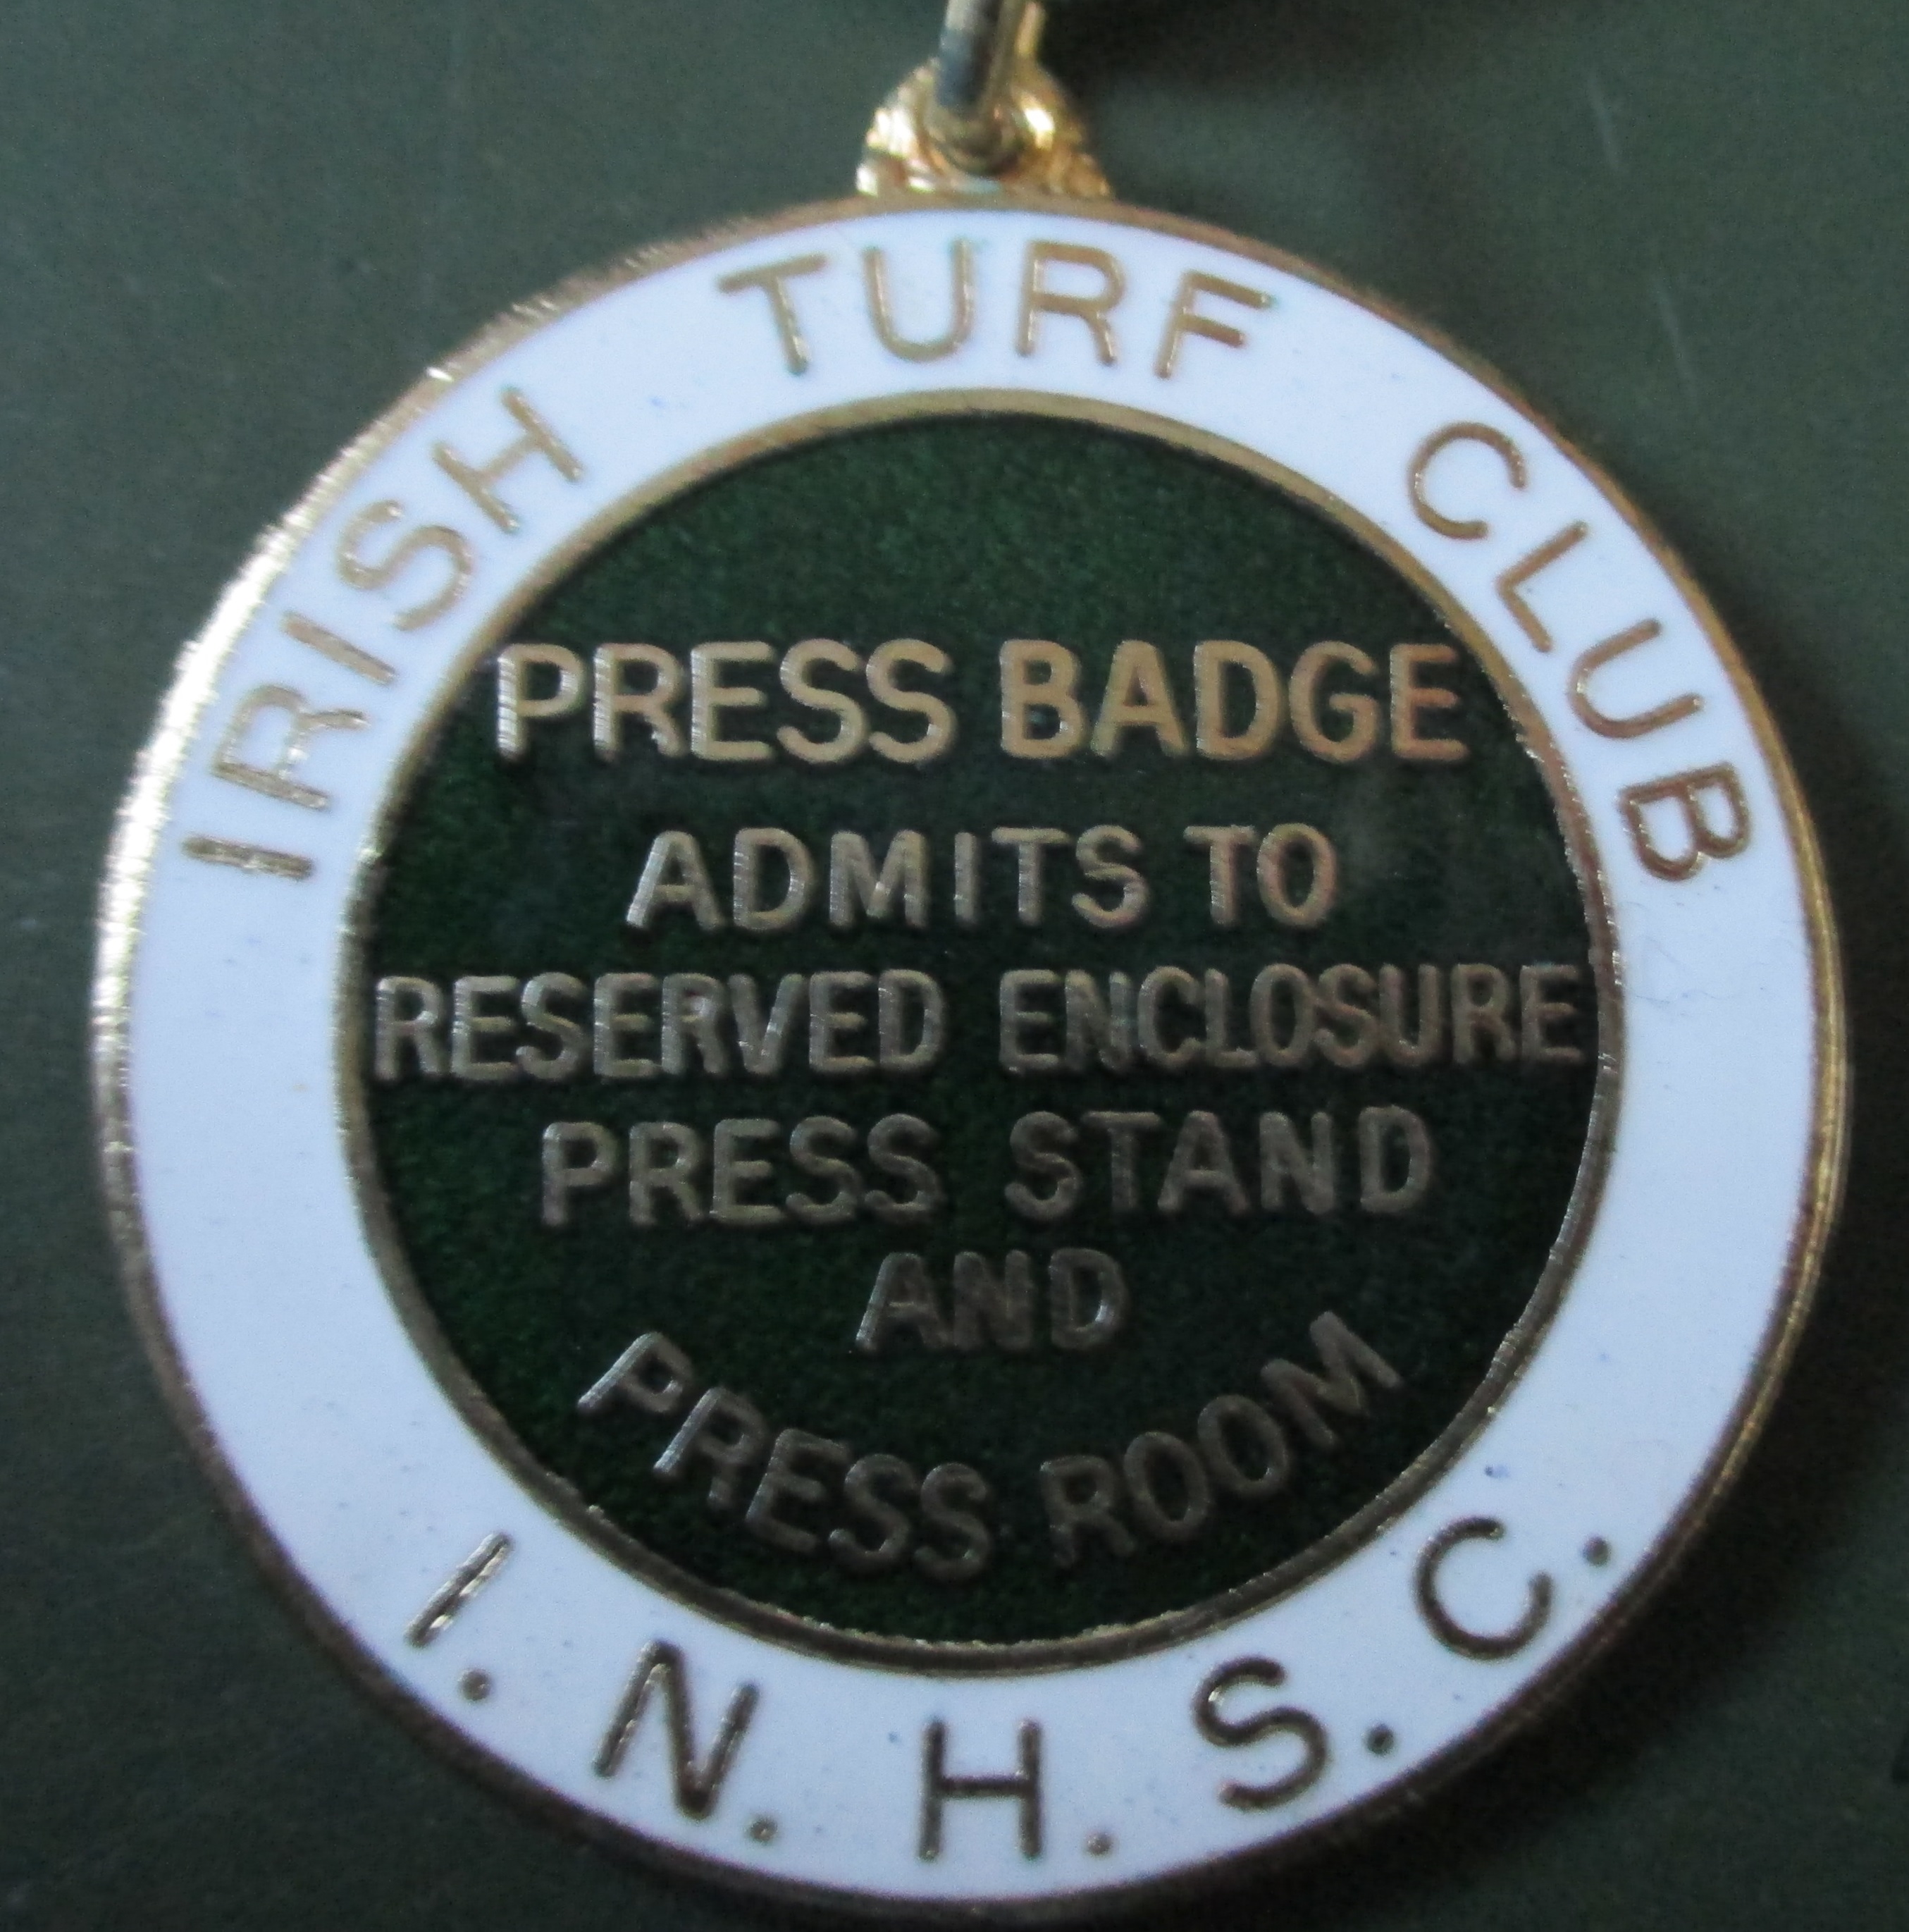 IRISH TURF CLUB
PRESS BADGE
ADMITS TO
RESERVED ENCLOSURE
PRESS STAND
AND
PRESS ROOM
I.N.H.S.C.